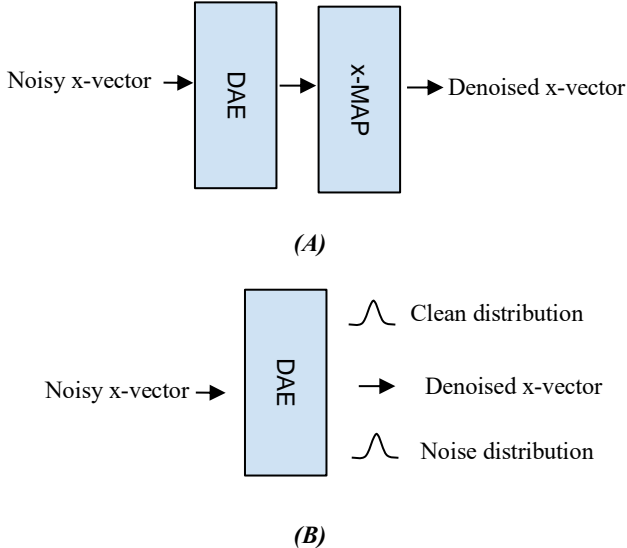 Noisy x-vector
DAE
x-MAP
Denoised x-vector
(A)
Clean distribution
DAE
Noisy x-vector
Denoised x-vector
Noise distribution
(B)